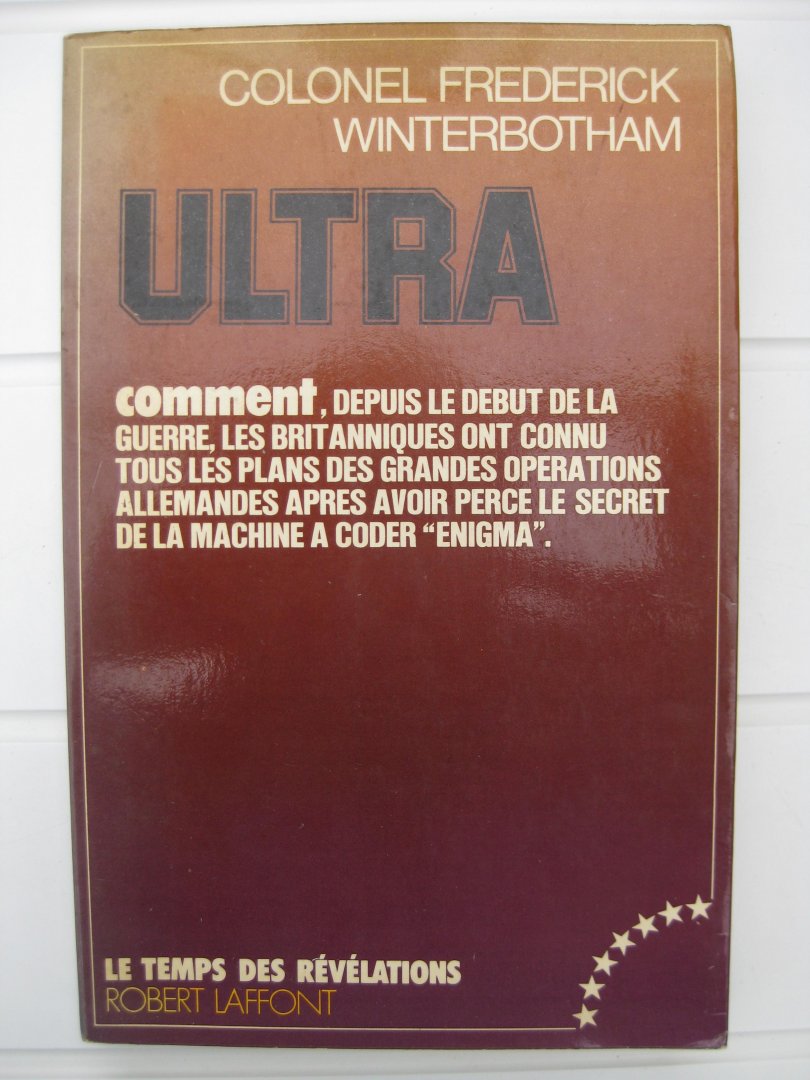 COLONEL FREDERICK
WINTERBOTHAM
ULTRA
comment, DEPUIS LE DEBUT DE LA
GUERRE, LES BRITANNIQUES ONT CONNU
TOUS LES PLANS DES GRANDES OPERATIONS
ALLEMANDES APRES AVOIR PERCE LE SECRET
DE LA MACHINE A CODER “ENIGMA”.
LE TEMPS DES RÉVÉLATIONS
ROBERT LAFFONT